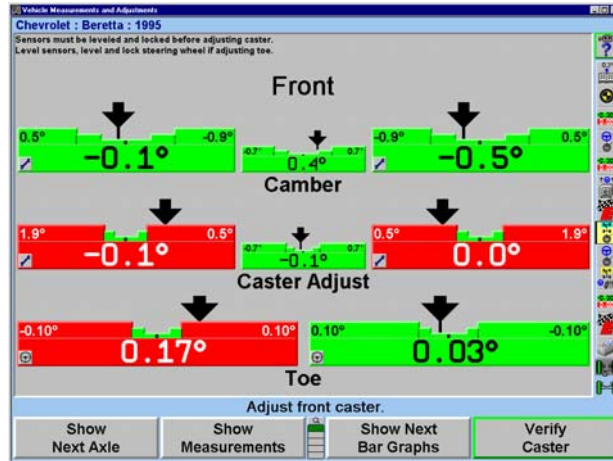 Vehicle Measurements and Adjustments
Chevrolet : Beretta : 1995
Sensors must be leveled and locked before adjusting caster.
Level sensors, level and lock steering wheel if adjusting toe.
Front
0.5° -0.9° -0.9° 0.5°
-0.7° 0.7°
-0.1° 0.4° -0.5°
Camber
1.9° 0.5° 0.5° 1.9°
-0.7° 0.7°
-0.1° -0.1° 0.0°
Caster Adjust
-0.10° 0.10° 0.10° -0.10°
0.17° 0.03°
Toe
Adjust front caster.
Show Next Axle
Show Measurements
Show Next Bar Graphs
Verify Caster